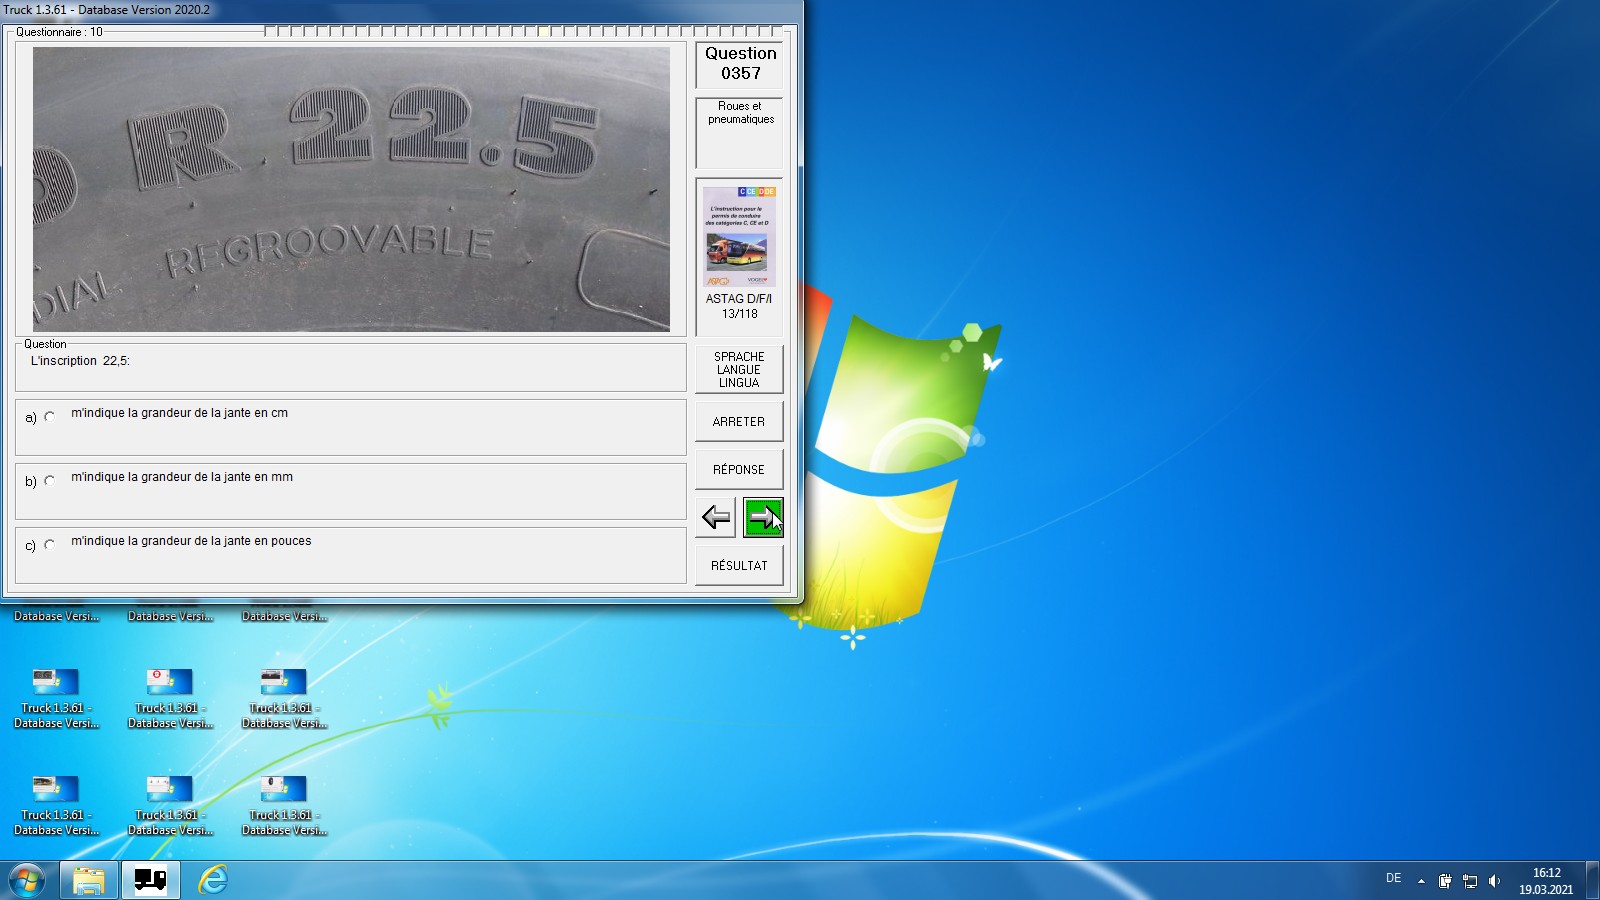 Truck 1.3.61 - Database Version 2020.2
Questionnaire : 10
R 22.5
REGROOVABLE
DIAL
Question
0357
Roues et
pneumatiques
C CE D DE
L'instruction pour le
permis de conduire
des catégories C, CE et D
ASTAG D/F/I
13/118
Question
L'inscription 22,5:
SPRACHE
LANGUE
LINGUA
a) m'indique la grandeur de la jante en cm
ARRETER
b) m'indique la grandeur de la jante en mm
RÉPONSE
c) m'indique la grandeur de la jante en pouces
RÉSULTAT
Database Versi... Database Versi... Database Versi...
Truck 1.3.61 - Truck 1.3.61 - Truck 1.3.61 -
Database Versi... Database Versi... Database Versi...
Truck 1.3.61 - Truck 1.3.61 - Truck 1.3.61 -
Database Versi... Database Versi... Database Versi...
DE
16:12
19.03.2021